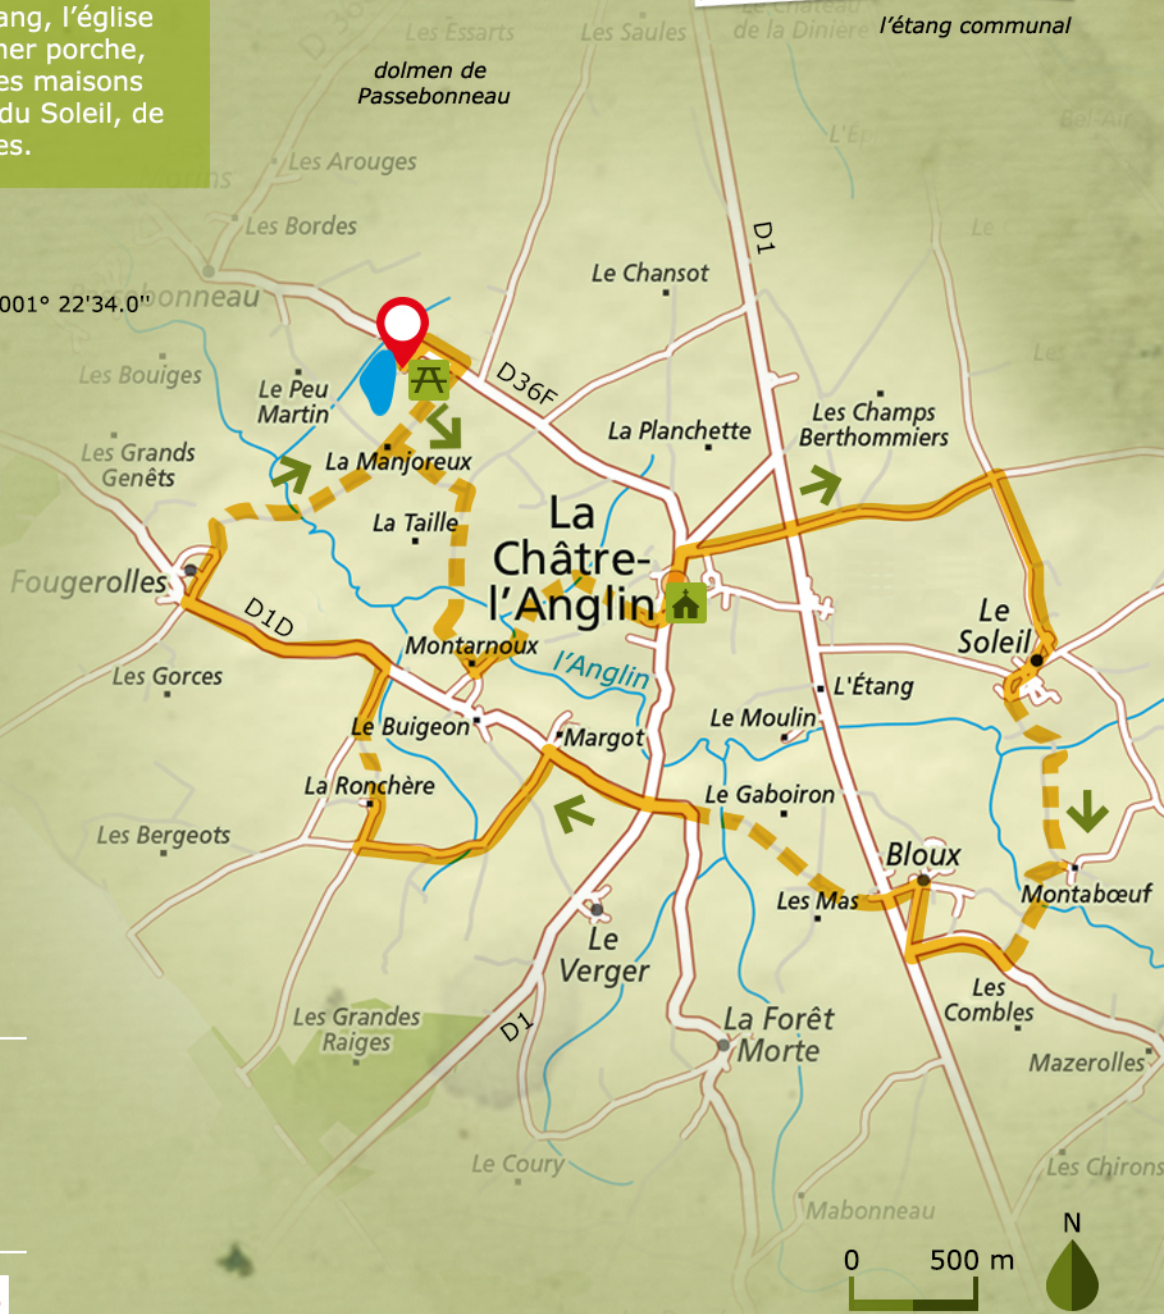 ang, l'église
ner porche,
es maisons
du Soleil, de
es.
Les Essarts
Les Saules
Le Château
de la Dinière
l'étang communal
dolmen de
Passebonneau
Bel-Air
Les Arouges
Les Bordes
D1
Le Chansot
Passebonneau
001° 22'34.0''
Les Bouiges
Le Peu
Martin
D36F
Les Champs
Berthommiers
La Planchette
Les Grands
Genêts
La Manjoreux
La Taille
La
Châtre-
l'Anglin
Fougerolles
D1D
Le
Soleil
Montarnoux
l'Anglin
Les Gorces
L'Étang
Le Buigeon
Margot
Le Moulin
La Ronchère
Le Gaboiron
Les Bergeots
Bloux
Les Mas
Montabœuf
Le
Verger
Les
Combles
Les Grandes
Raiges
D1
La Forêt
Morte
Mazerolles
Le Coury
Les Chirons
Mabonneau
N
0 500 m